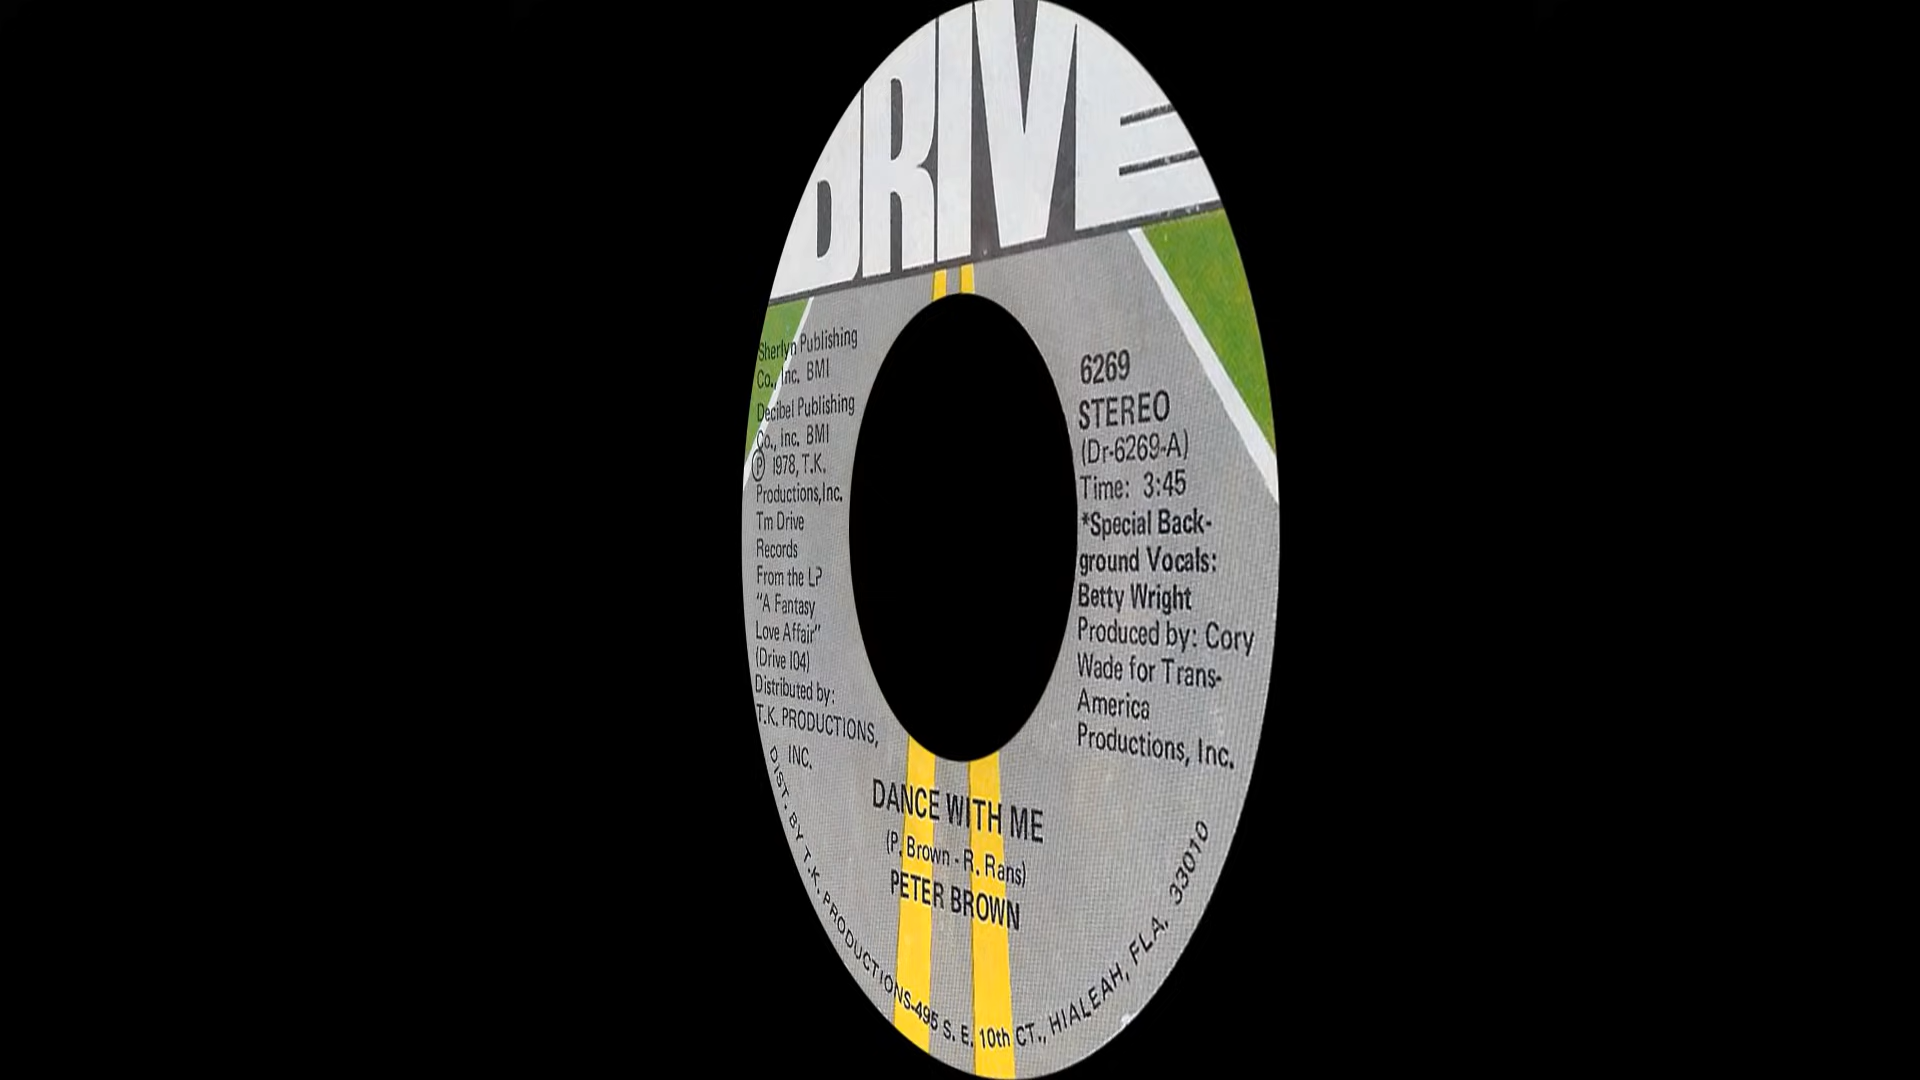 DRIVE
Sherlyn Publishing
Co., Inc. BMI
Decibel Publishing
Co., Inc. BMI
Ⓟ 1978, T.K.
Productions,Inc.
Tm Drive
Records
From the LP
"A Fantasy
Love Affair"
(Drive 104)
Distributed by:
T.K. PRODUCTIONS,
INC.
6269
STEREO
(Dr-6269-A)
Time: 3:45
*Special Back-
ground Vocals:
Betty Wright
Produced by: Cory
Wade for Trans-
America
Productions, Inc.
DANCE WITH ME
(P. Brown - R. Rans)
PETER BROWN
DIST. BY T.K. PRODUCTIONS-495 S. E. 10th CT., HIALEAH, FLA. 33010